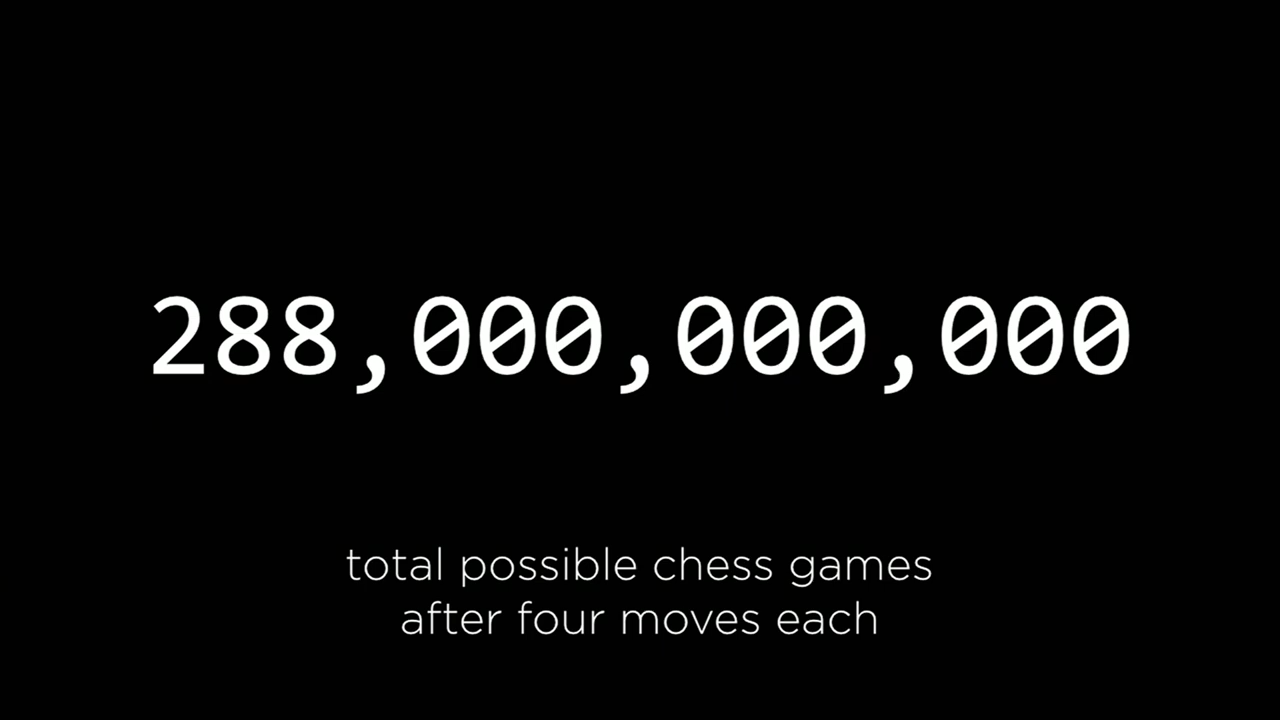 288,000,000,000
total possible chess games
after four moves each